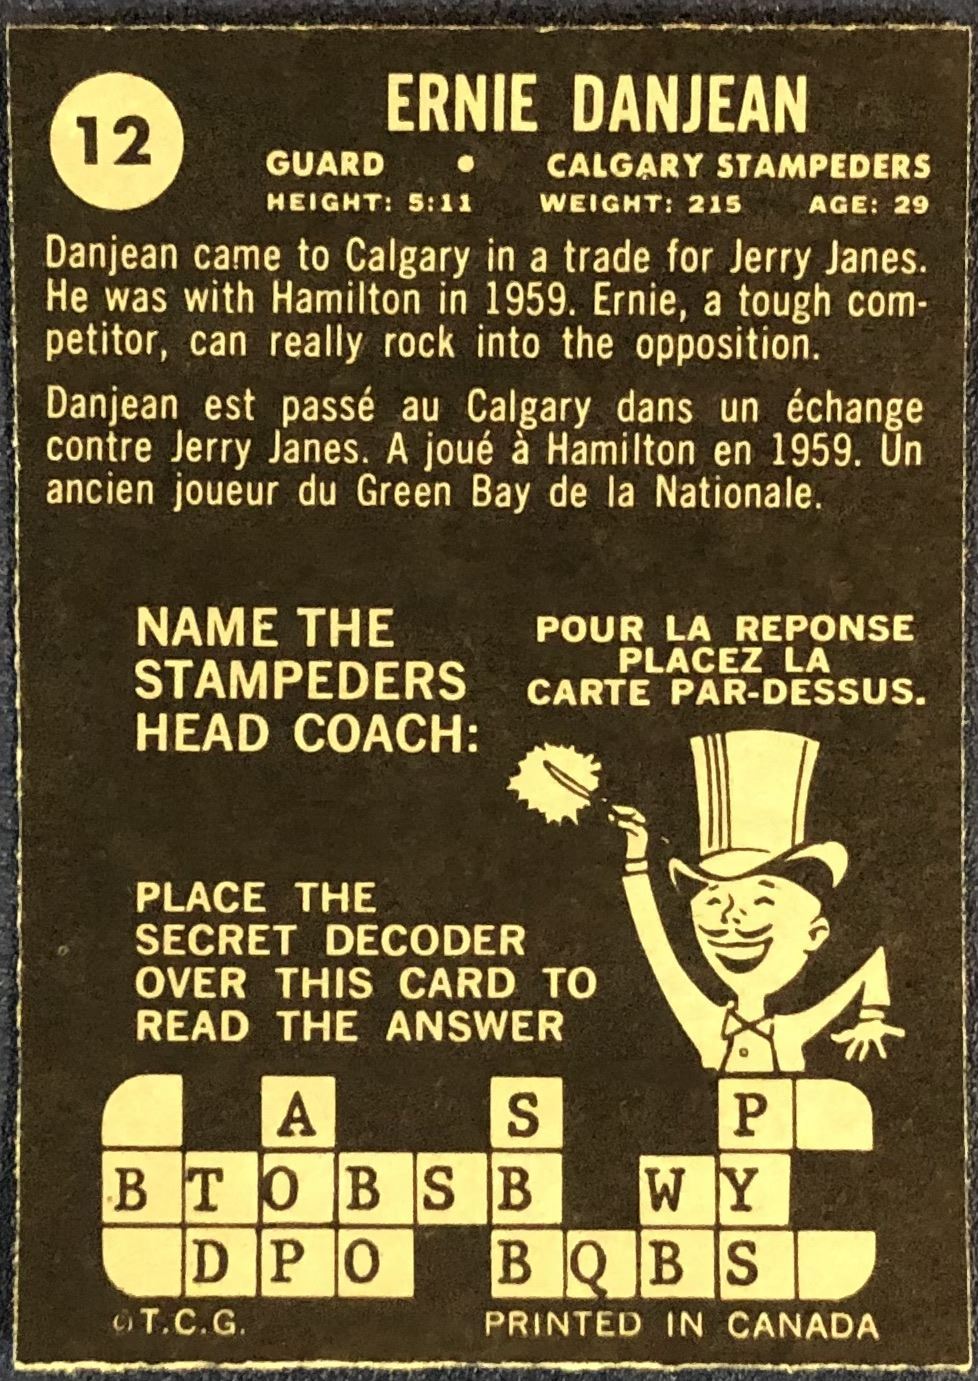 12
ERNIE DANJEAN
GUARD • CALGARY STAMPEDERS
HEIGHT: 5:11 WEIGHT: 215 AGE: 29
Danjean came to Calgary in a trade for Jerry Janes.
He was with Hamilton in 1959. Ernie, a tough com-
petitor, can really rock into the opposition.
Danjean est passé au Calgary dans un échange
contre Jerry Janes. A joué à Hamilton en 1959. Un
ancien joueur du Green Bay de la Nationale.
NAME THE
STAMPEDERS
HEAD COACH:
POUR LA REPONSE
PLACEZ LA
CARTE PAR-DESSUS.
PLACE THE
SECRET DECODER
OVER THIS CARD TO
READ THE ANSWER
A S P
B T O B S B W Y
D P O B Q B S
© T.C.G. PRINTED IN CANADA